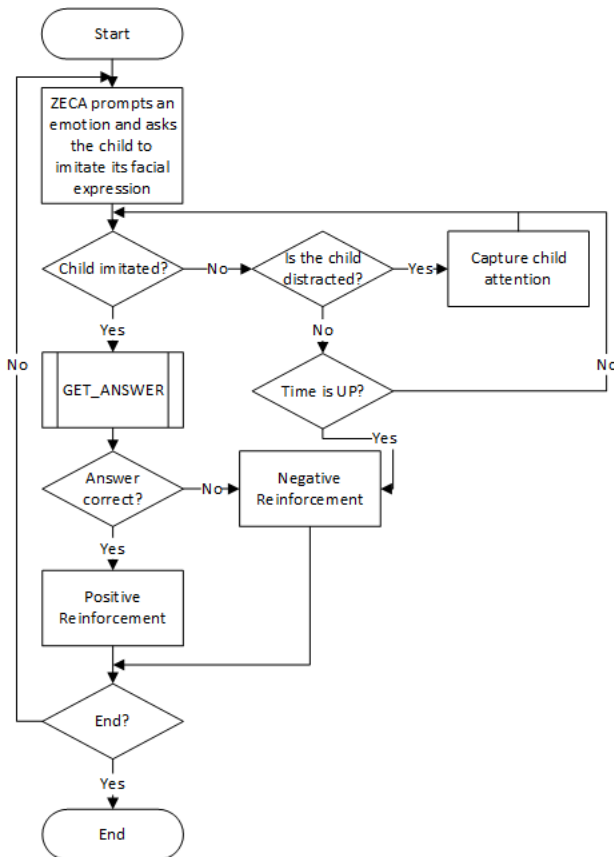 Start
ZECA prompts an
emotion and asks
the child to
imitate its facial
expression
Child imitated?
No
Is the child
distracted?
Yes
Capture child
attention
Yes
No
No
No
GET_ANSWER
Time is UP?
Yes
Answer
correct?
No
Negative
Reinforcement
Yes
Positive
Reinforcement
End?
Yes
End